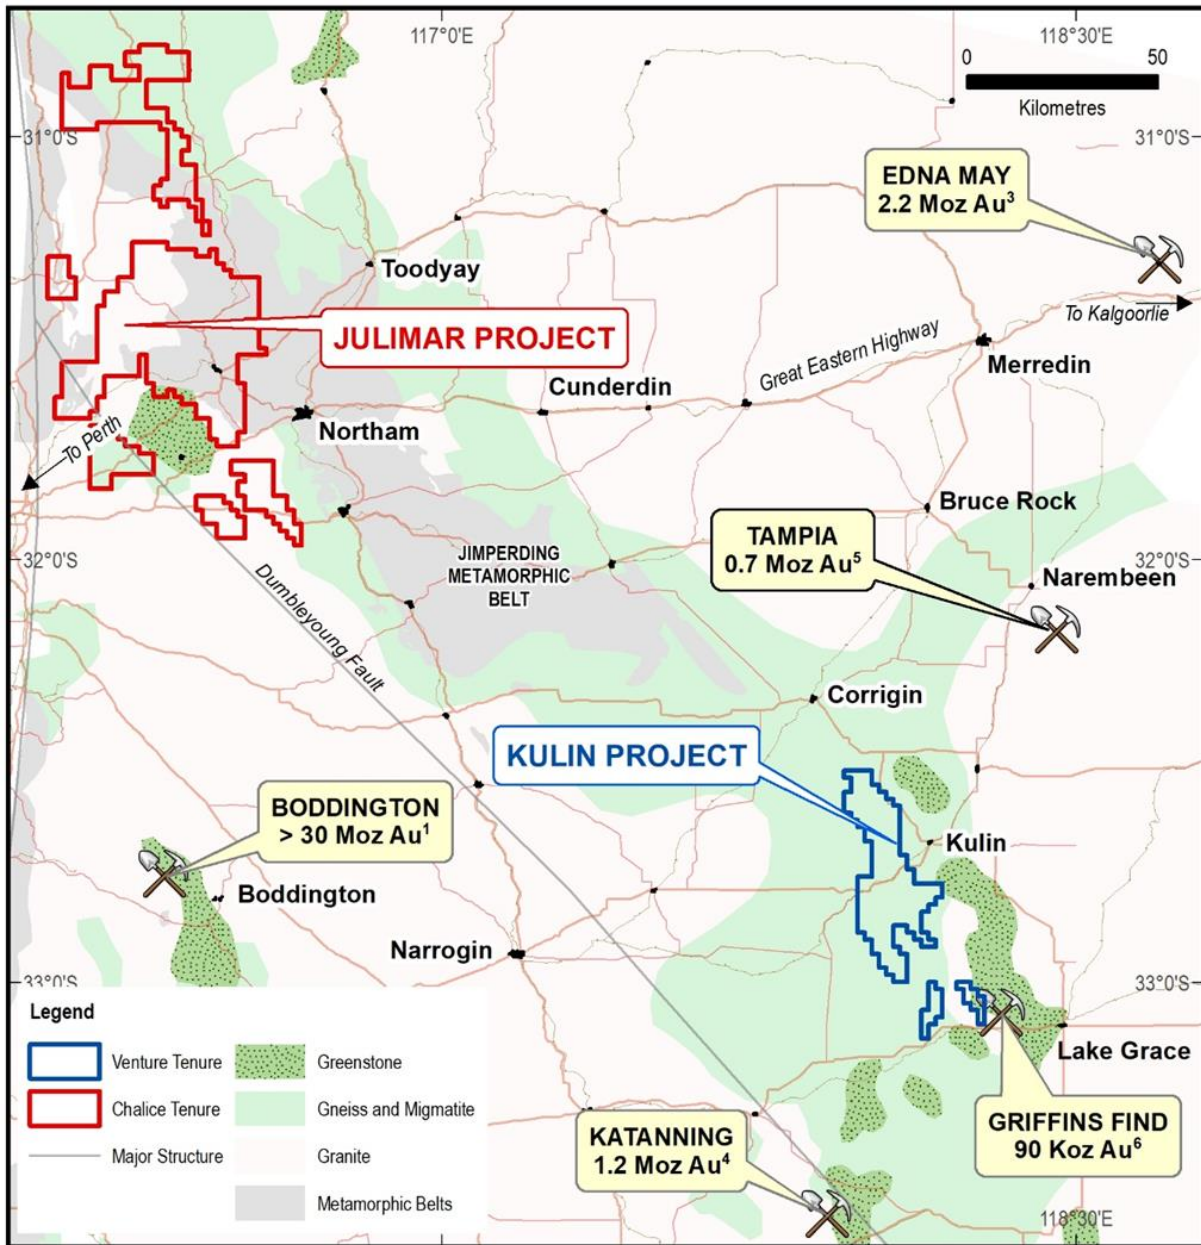 117°0'E
118°30'E
0
50
Kilometres
31°0'S
31°0'S
EDNA MAY
2.2 Moz Au³
Toodyay
To Kalgoorlie
JULIMAR PROJECT
Great Eastern Highway
Merredin
Cunderdin
To Perth
Northam
Bruce Rock
TAMPIA
0.7 Moz Au⁵
32°0'S
32°0'S
JIMPERDING
METAMORPHIC
BELT
Narembeen
Dumbleyoung Fault
Corrigin
KULIN PROJECT
BODDINGTON
> 30 Moz Au¹
Kulin
Boddington
Narrogin
33°0'S
33°0'S
Legend
Venture Tenure
Greenstone
Chalice Tenure
Gneiss and Migmatite
Major Structure
Granite
Metamorphic Belts
Lake Grace
GRIFFINS FIND
90 Koz Au⁶
KATANNING
1.2 Moz Au⁴
118°30'E